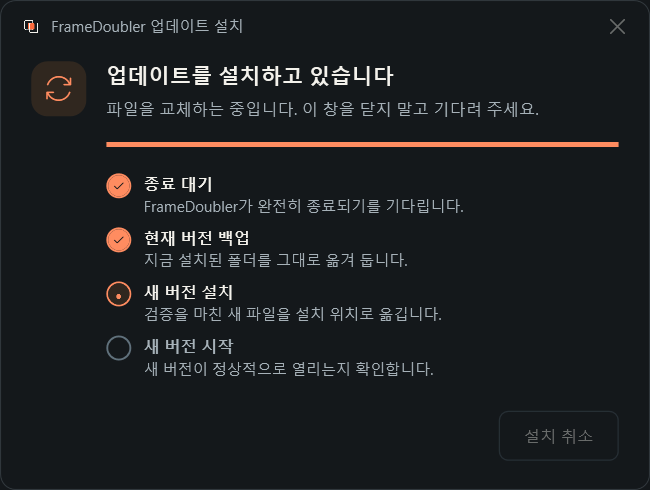 FrameDoubler 업데이트 설치
업데이트를 설치하고 있습니다
파일을 교체하는 중입니다. 이 창을 닫지 말고 기다려 주세요.
종료 대기
FrameDoubler가 완전히 종료되기를 기다립니다.
현재 버전 백업
지금 설치된 폴더를 그대로 옮겨 둡니다.
새 버전 설치
검증을 마친 새 파일을 설치 위치로 옮깁니다.
새 버전 시작
새 버전이 정상적으로 열리는지 확인합니다.
설치 취소